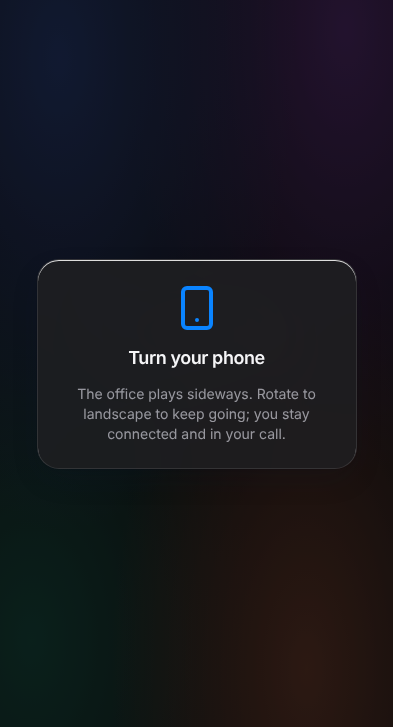 Turn your phone
The office plays sideways. Rotate to
landscape to keep going; you stay
connected and in your call.